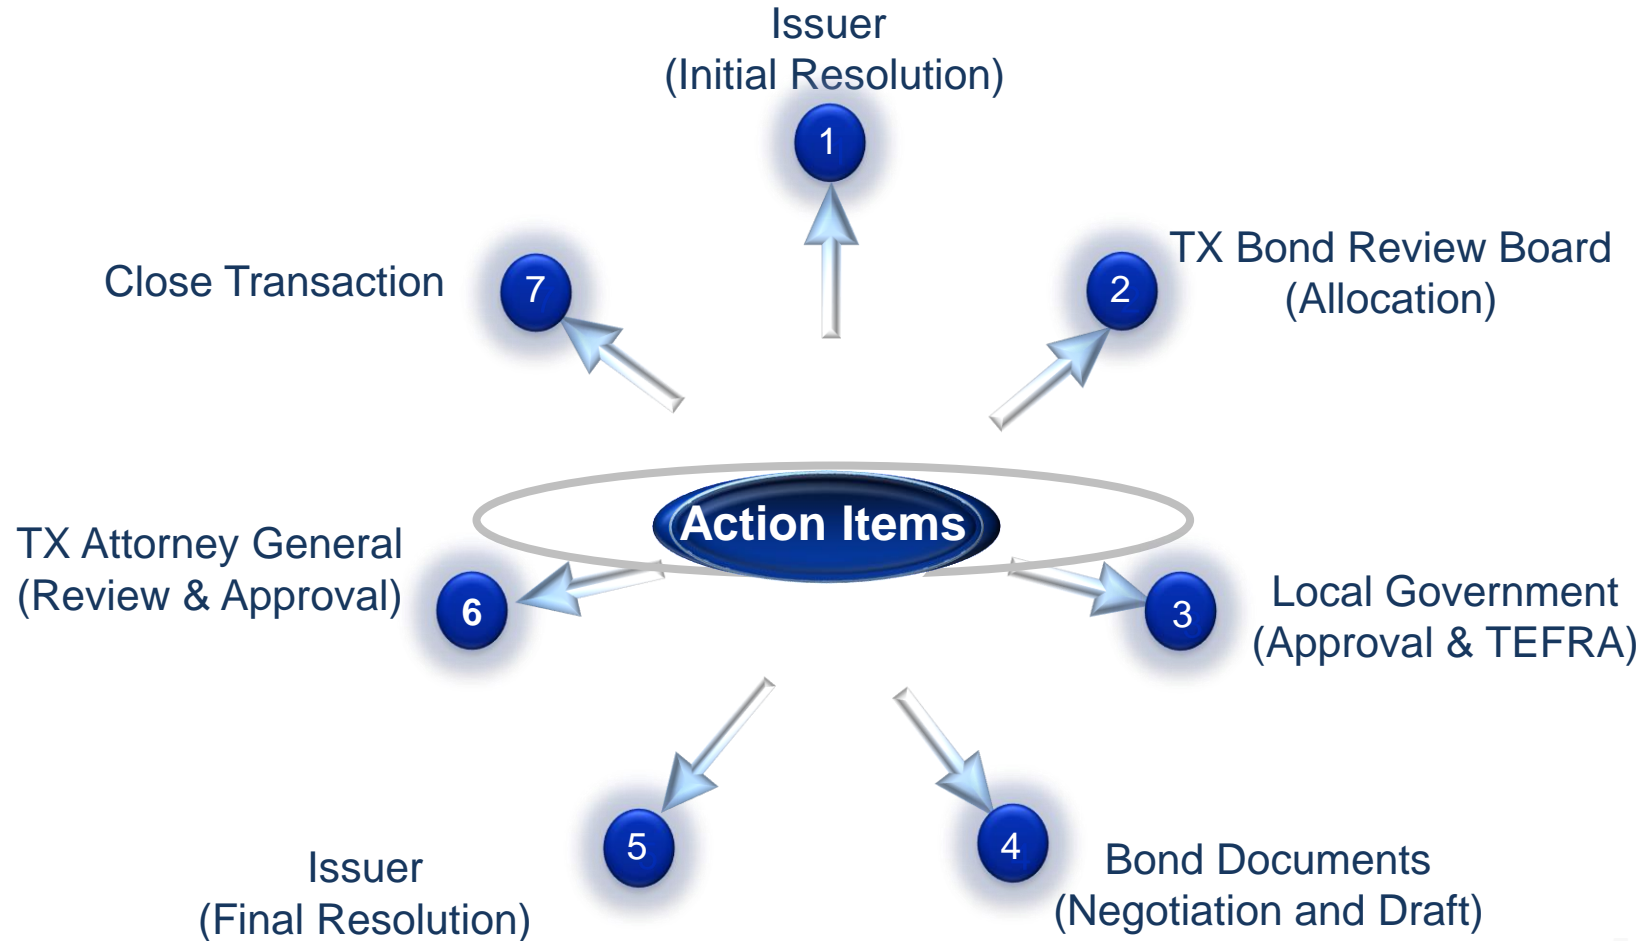 Issuer
(Initial Resolution)
1
TX Bond Review Board
(Allocation)
2
Close Transaction
7
Action Items
TX Attorney General
(Review & Approval)
6
Local Government
(Approval & TEFRA)
3
Issuer
(Final Resolution)
5
Bond Documents
(Negotiation and Draft)
4